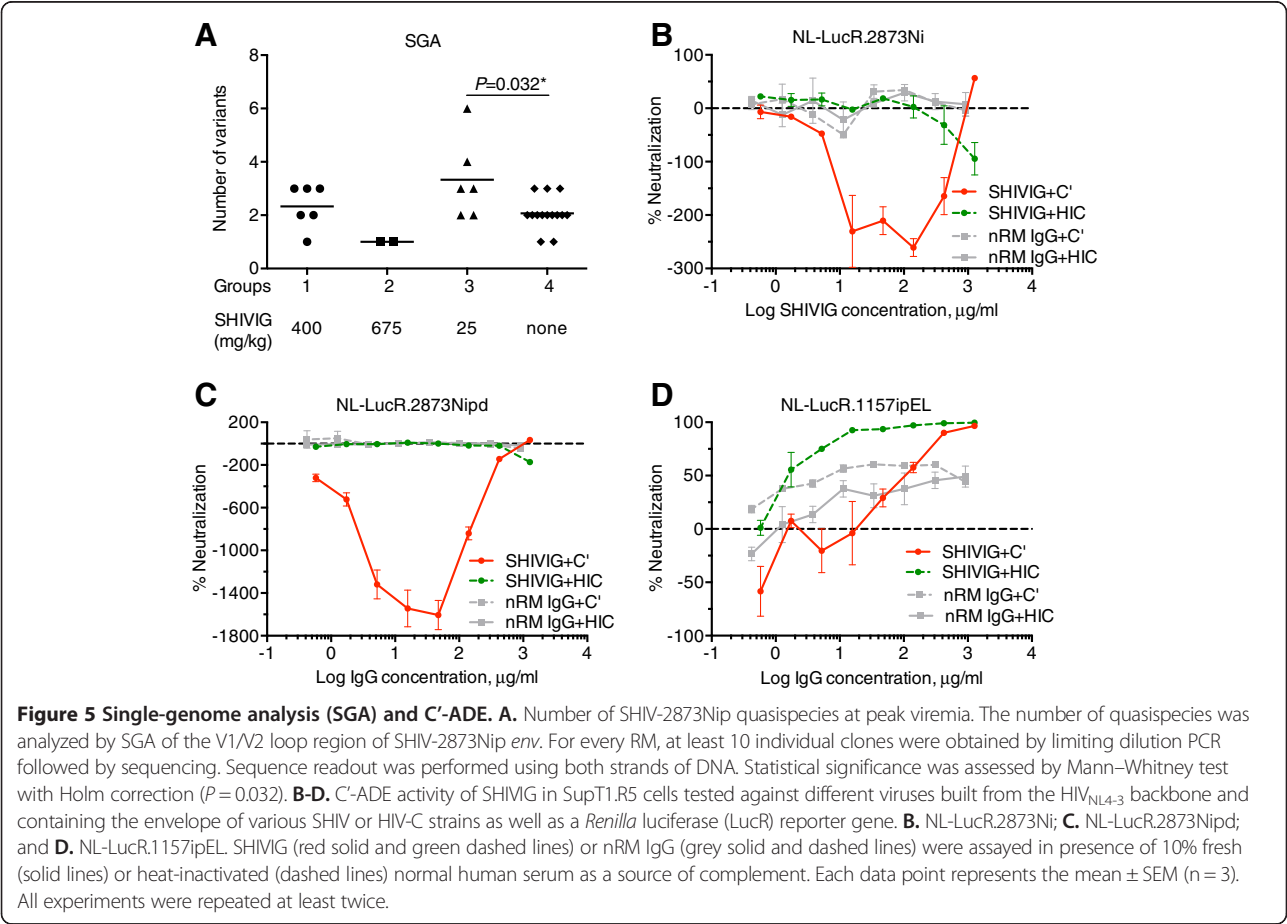 A
SGA
Number of variants
8
6
4
2
0
P=0.032*
Groups 1 2 3 4
SHIVIG (mg/kg) 400 675 25 none
B
NL-LucR.2873Ni
% Neutralization
100
0
-100
-200
-300
SHIVIG+C'
SHIVIG+HIC
nRM IgG+C'
nRM IgG+HIC
-1 0 1 2 3 4
Log SHIVIG concentration, µg/ml
C
NL-LucR.2873Nipd
% Neutralization
200
-200
-600
-1000
-1400
-1800
SHIVIG+C'
SHIVIG+HIC
nRM IgG+C'
nRM IgG+HIC
-1 0 1 2 3 4
Log IgG concentration, µg/ml
D
NL-LucR.1157ipEL
% Neutralization
100
50
0
-50
-100
SHIVIG+C'
SHIVIG+HIC
nRM IgG+C'
nRM IgG+HIC
-1 0 1 2 3 4
Log IgG concentration, µg/ml
Figure 5 Single-genome analysis (SGA) and C'-ADE. A. Number of SHIV-2873Nip quasispecies at peak viremia. The number of quasispecies was
analyzed by SGA of the V1/V2 loop region of SHIV-2873Nip env. For every RM, at least 10 individual clones were obtained by limiting dilution PCR
followed by sequencing. Sequence readout was performed using both strands of DNA. Statistical significance was assessed by Mann–Whitney test
with Holm correction (P = 0.032). B-D. C'-ADE activity of SHIVIG in SupT1.R5 cells tested against different viruses built from the HIVNL4-3 backbone and
containing the envelope of various SHIV or HIV-C strains as well as a Renilla luciferase (LucR) reporter gene. B. NL-LucR.2873Ni; C. NL-LucR.2873Nipd;
and D. NL-LucR.1157ipEL. SHIVIG (red solid and green dashed lines) or nRM IgG (grey solid and dashed lines) were assayed in presence of 10% fresh
(solid lines) or heat-inactivated (dashed lines) normal human serum as a source of complement. Each data point represents the mean ± SEM (n = 3).
All experiments were repeated at least twice.